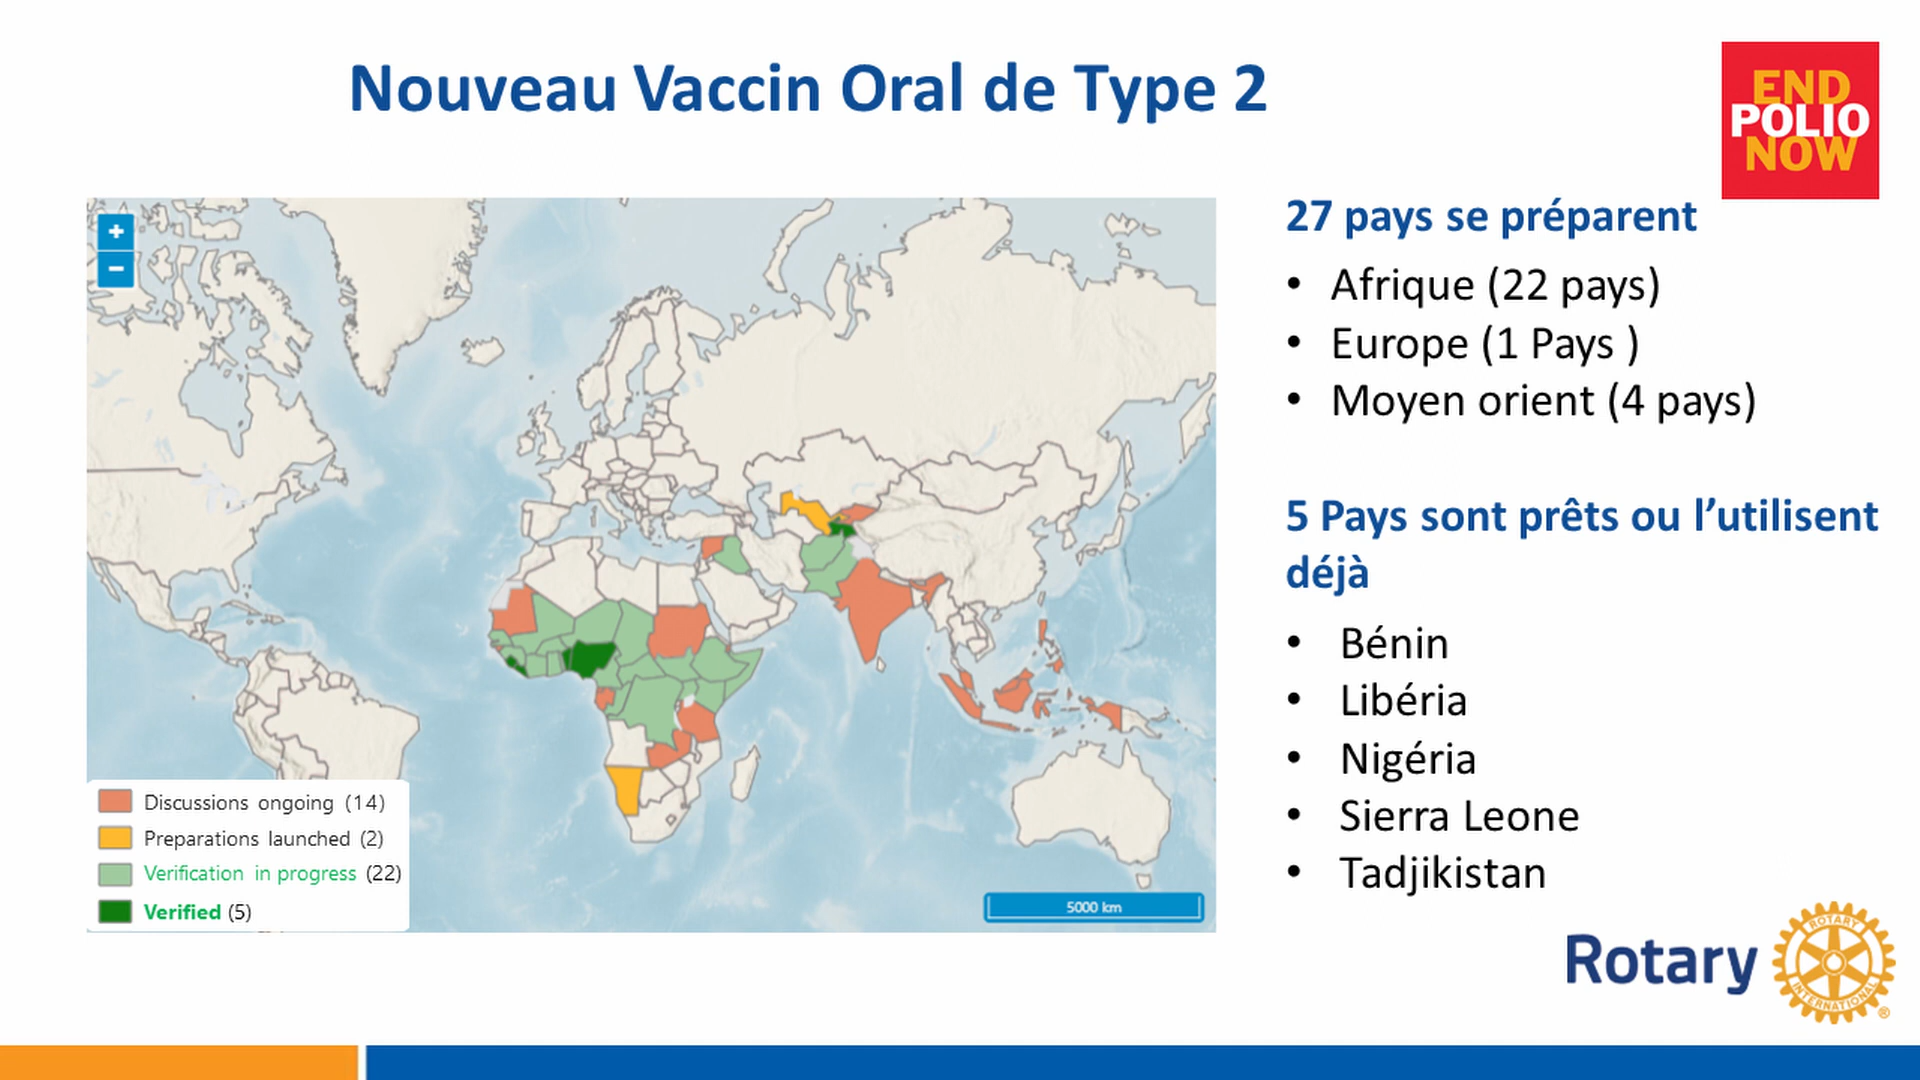 Nouveau Vaccin Oral de Type 2
END
POLIO
NOW
+
−
Discussions ongoing (14)
Preparations launched (2)
Verification in progress (22)
Verified (5)
5000 km
27 pays se préparent
• Afrique (22 pays)
• Europe (1 Pays )
• Moyen orient (4 pays)
5 Pays sont prêts ou l’utilisent
déjà
• Bénin
• Libéria
• Nigéria
• Sierra Leone
• Tadjikistan
Rotary
ROTARY
INTERNATIONAL
®